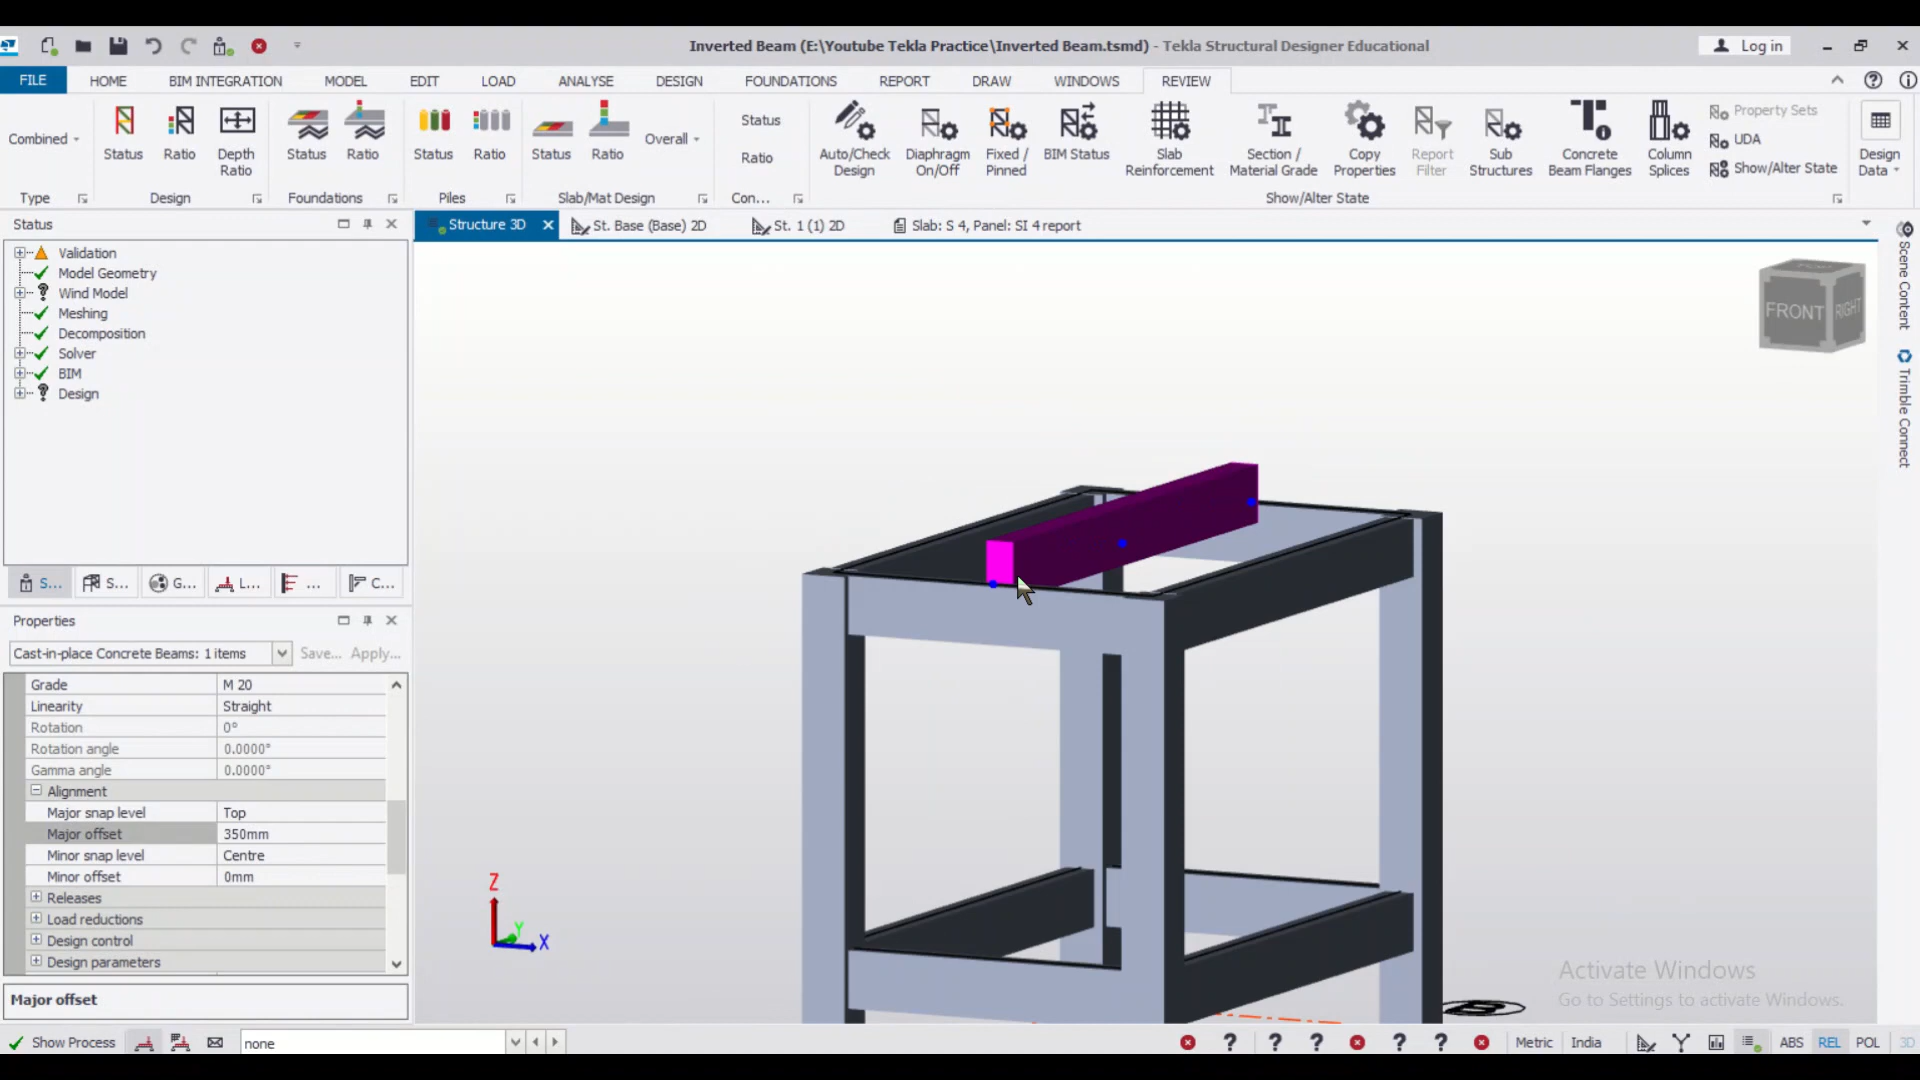 Inverted Beam (E:\Youtube Tekla Practice\Inverted Beam.tsmd) - Tekla Structural Designer Educational
Log in
FILE HOME BIM INTEGRATION MODEL EDIT LOAD ANALYSE DESIGN FOUNDATIONS REPORT DRAW WINDOWS REVIEW
Combined
Type
Status Ratio Depth Ratio
Design
Status Ratio
Foundations
Status Ratio
Piles
Status Ratio Overall
Slab/Mat Design
Status
Ratio
Con...
Auto/Check Design
Diaphragm On/Off
Fixed / Pinned
BIM Status
Slab Reinforcement
Section / Material Grade
Copy Properties
Report Filter
Sub Structures
Concrete Beam Flanges
Column Splices
Property Sets
UDA
Show/Alter State
Show/Alter State
Design Data
Status
Structure 3D
St. Base (Base) 2D
St. 1 (1) 2D
Slab: S 4, Panel: SI 4 report
Validation
Model Geometry
Wind Model
Meshing
Decomposition
Solver
BIM
Design
S... S... G... L... ... C...
Properties
Cast-in-place Concrete Beams: 1 items Save... Apply...
Grade M 20
Linearity Straight
Rotation 0°
Rotation angle 0.0000°
Gamma angle 0.0000°
Alignment
Major snap level Top
Major offset 350mm
Minor snap level Centre
Minor offset 0mm
Releases
Load reductions
Design control
Design parameters
Major offset
FRONT RIGHT
Scene Content
Trimble Connect
Z
Y
X
Activate Windows
Go to Settings to activate Windows.
Show Process none Metric India ABS REL POL 3D